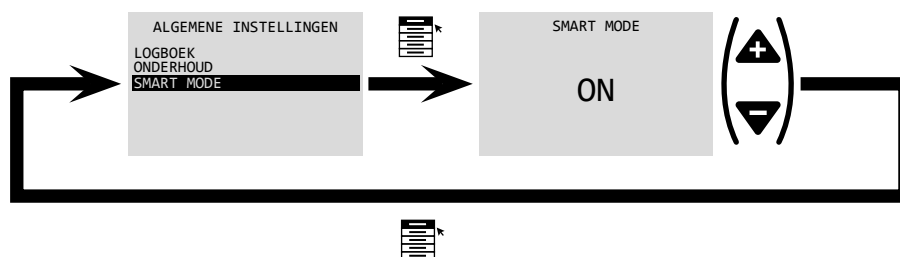 ALGEMENE INSTELLINGEN
LOGBOEK
ONDERHOUD
SMART MODE
SMART MODE
ON